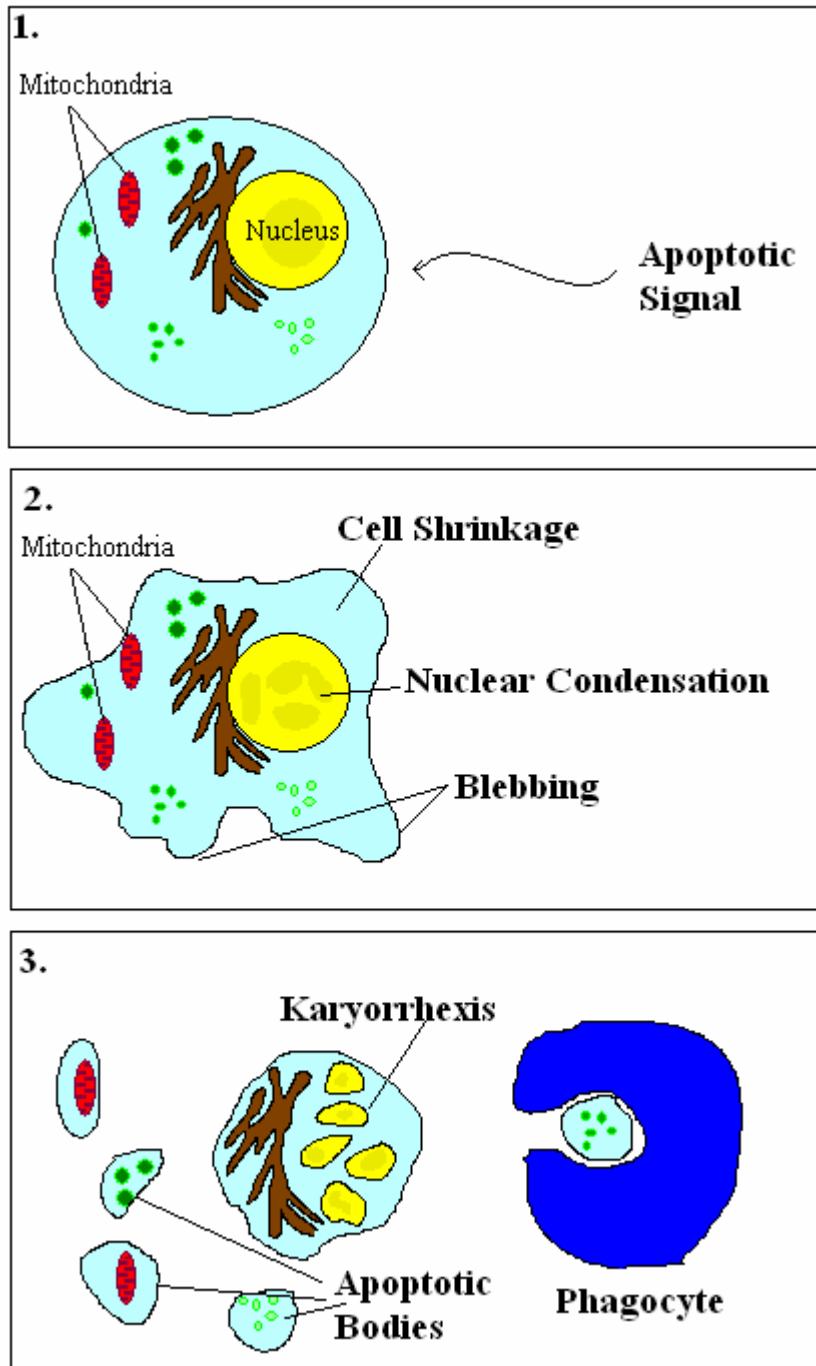 1.
Mitochondria
Nucleus
Apoptotic
Signal
2.
Cell Shrinkage
Mitochondria
Nuclear Condensation
Blebbing
3.
Karyorrhexis
Apoptotic
Bodies
Phagocyte